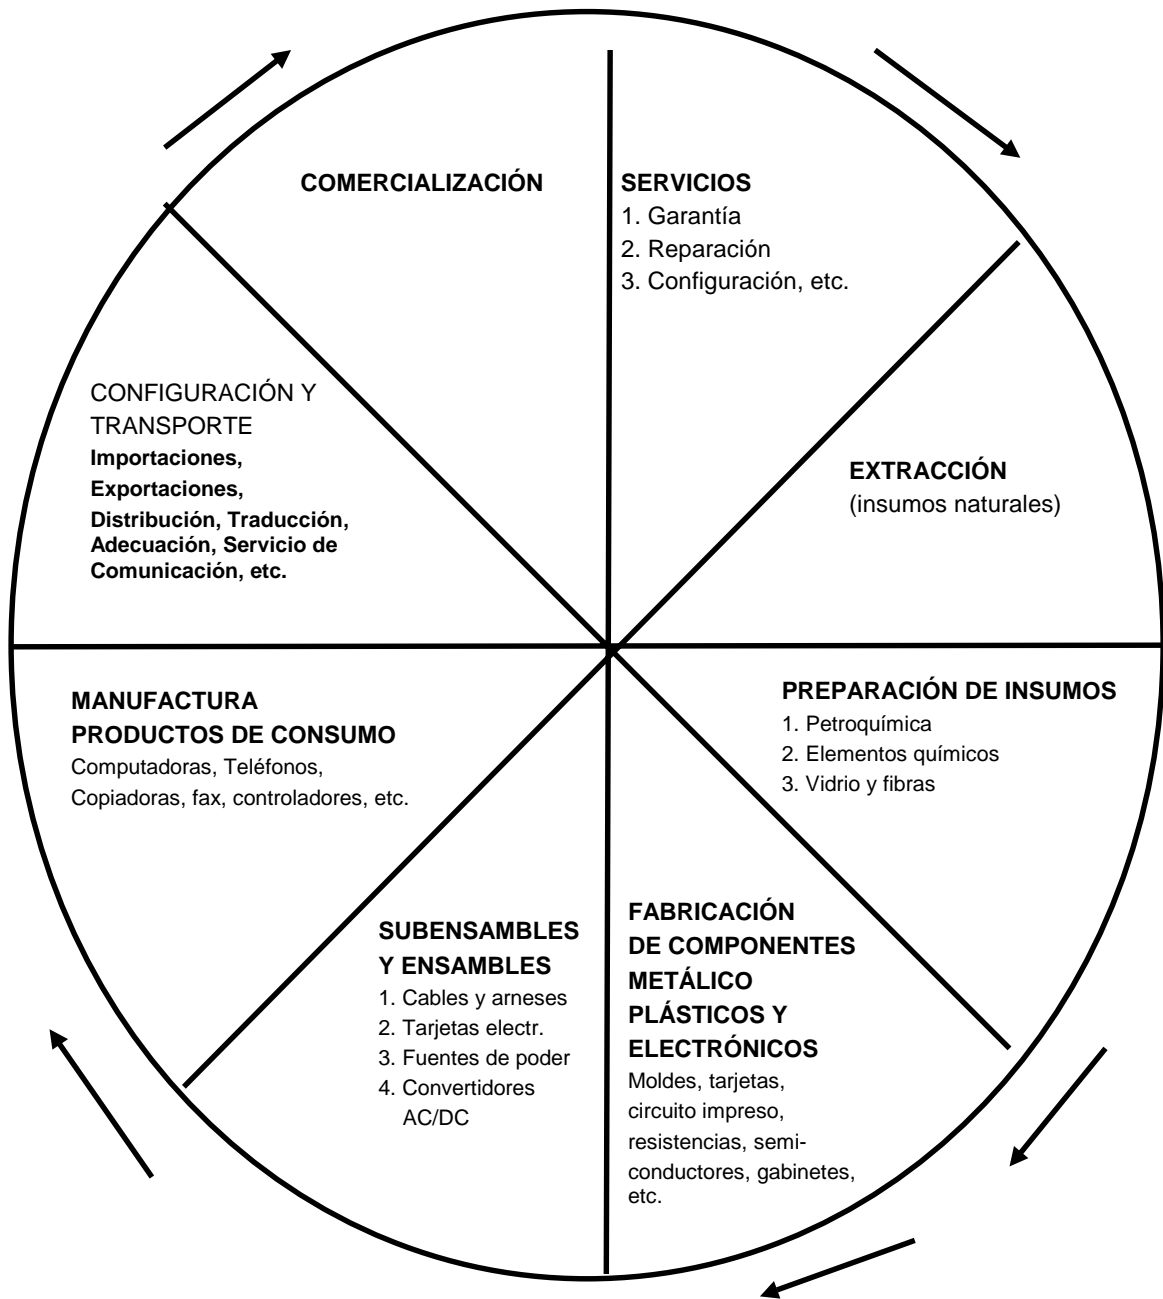 COMERCIALIZACIÓN
SERVICIOS
1. Garantía
2. Reparación
3. Configuración, etc.
CONFIGURACIÓN Y
TRANSPORTE
Importaciones,
Exportaciones,
Distribución, Traducción,
Adecuación, Servicio de
Comunicación, etc.
EXTRACCIÓN
(insumos naturales)
MANUFACTURA
PRODUCTOS DE CONSUMO
Computadoras, Teléfonos,
Copiadoras, fax, controladores, etc.
PREPARACIÓN DE INSUMOS
1. Petroquímica
2. Elementos químicos
3. Vidrio y fibras
SUBENSAMBLES
Y ENSAMBLES
1. Cables y arneses
2. Tarjetas electr.
3. Fuentes de poder
4. Convertidores
AC/DC
FABRICACIÓN
DE COMPONENTES
METÁLICO
PLÁSTICOS Y
ELECTRÓNICOS
Moldes, tarjetas,
circuito impreso,
resistencias, semi-
conductores, gabinetes,
etc.